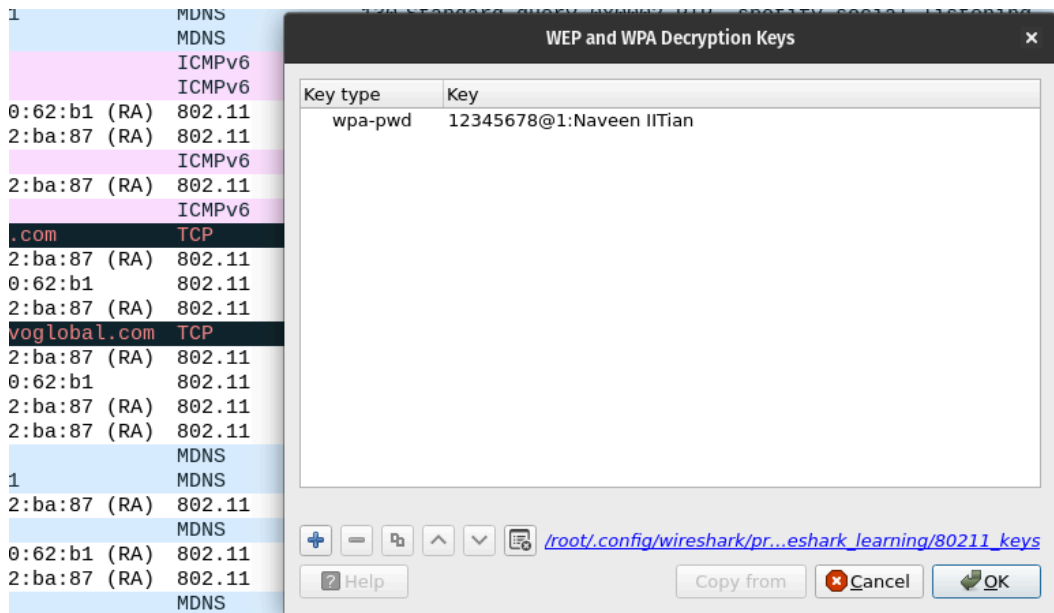 1 MDNS
MDNS
ICMPv6
ICMPv6
0:62:b1 (RA) 802.11
2:ba:87 (RA) 802.11
ICMPv6
2:ba:87 (RA) 802.11
ICMPv6
.com TCP
2:ba:87 (RA) 802.11
0:62:b1 802.11
2:ba:87 (RA) 802.11
voglobal.com TCP
2:ba:87 (RA) 802.11
0:62:b1 802.11
2:ba:87 (RA) 802.11
2:ba:87 (RA) 802.11
MDNS
1 MDNS
2:ba:87 (RA) 802.11
MDNS
0:62:b1 (RA) 802.11
2:ba:87 (RA) 802.11
MDNS
WEP and WPA Decryption Keys
Key type Key
wpa-pwd 12345678@1:Naveen IITian
/root/.config/wireshark/pr...eshark_learning/80211_keys
Help Copy from Cancel OK